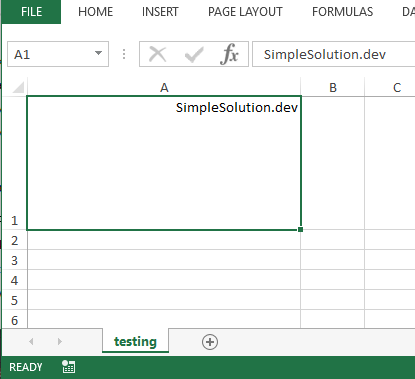 FILE HOME INSERT PAGE LAYOUT FORMULAS DA
A1 fx SimpleSolution.dev
A B C
SimpleSolution.dev
1
2
3
4
5
6
testing
READY